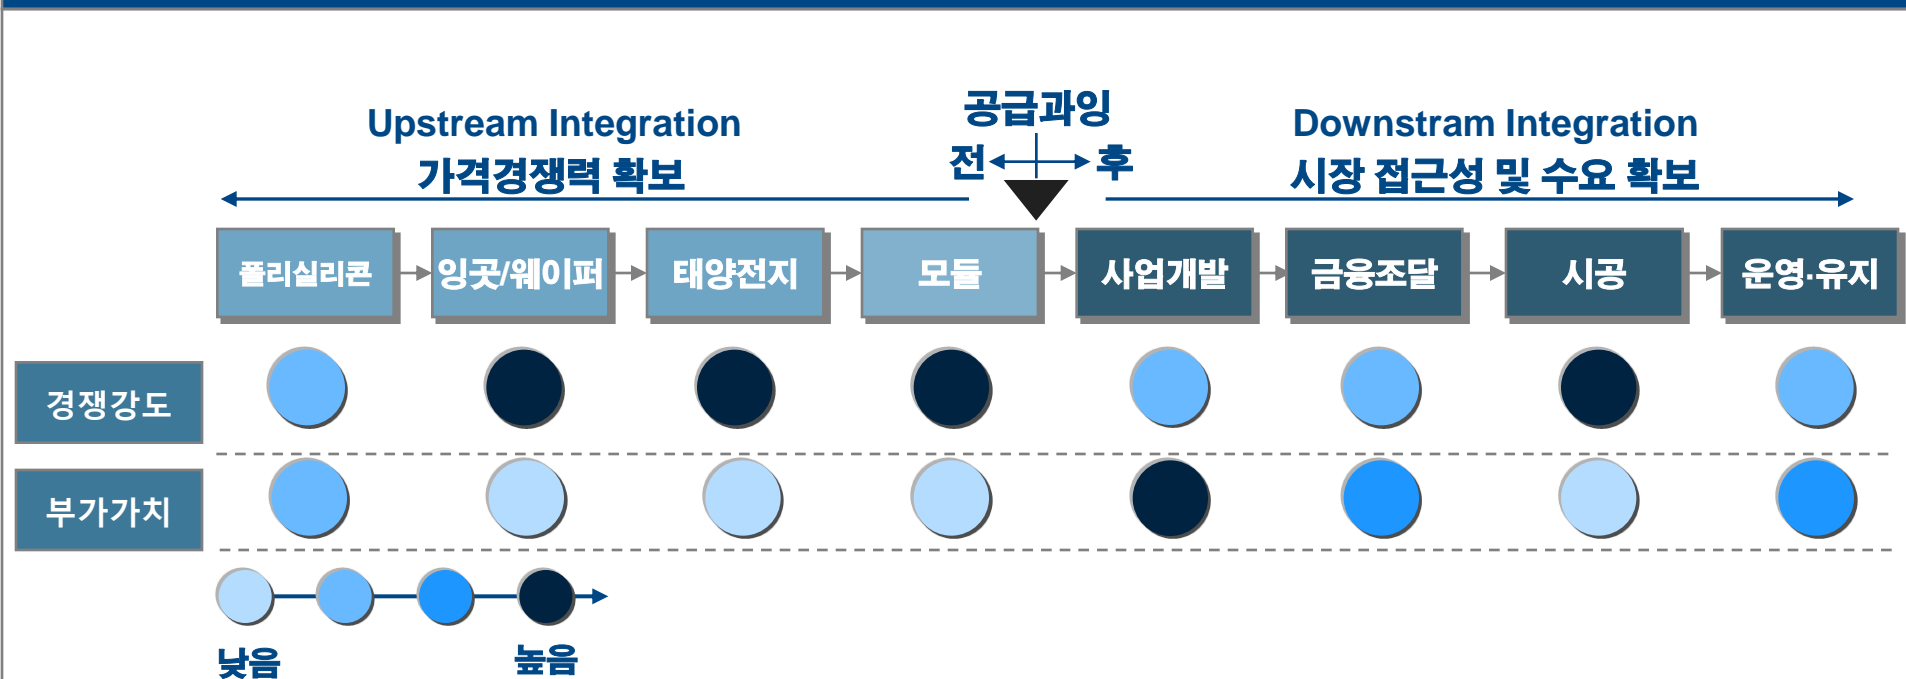 공급과잉
Upstream Integration
Downstram Integration
전
후
가격경쟁력 확보
시장 접근성 및 수요 확보
폴리실리콘
잉곳/웨이퍼
태양전지
모듈
사업개발
금융조달
시공
운영·유지
경쟁강도
부가가치
낮음
높음